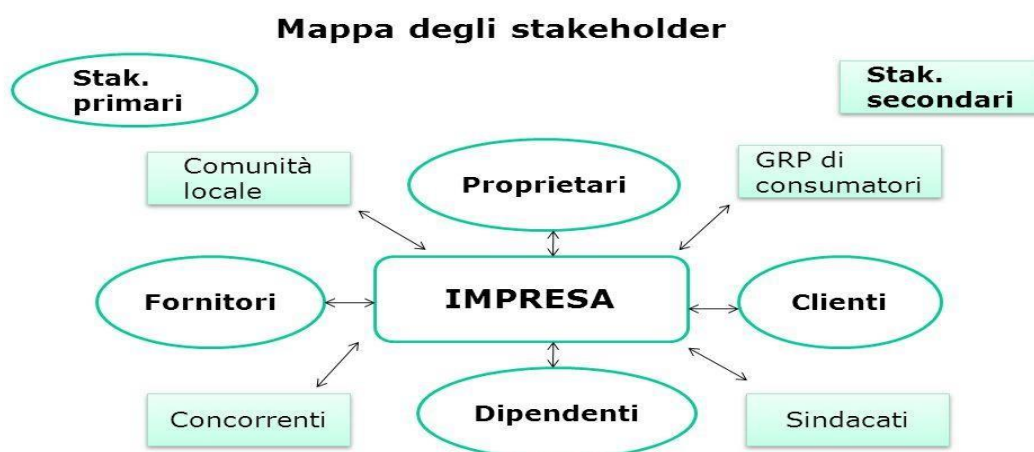 Mappa degli stakeholder
Stak.
primari
Stak.
secondari
Comunità
locale
Proprietari
GRP di
consumatori
Fornitori
IMPRESA
Clienti
Concorrenti
Dipendenti
Sindacati